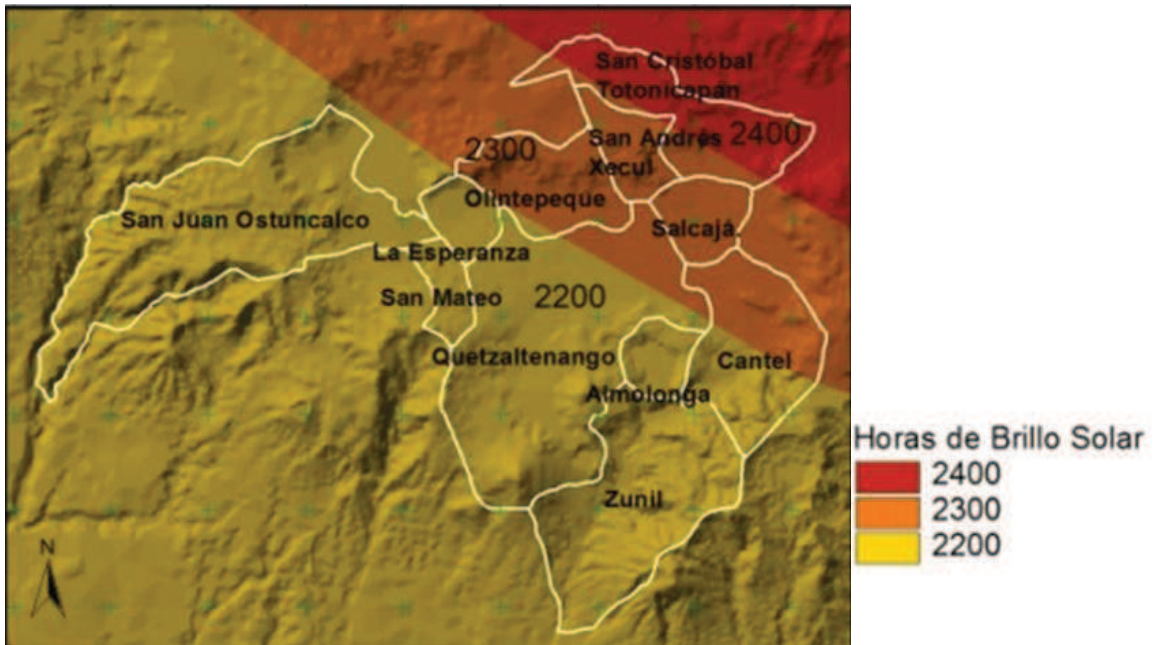 San Cristóbal
Totonicapán
San Andrés
Xecul
2400
2300
Olintepeque
San Juan Ostuncalco
Salcajá
La Esperanza
San Mateo
2200
Quetzaltenango
Cantel
Almolonga
Zunil
N
Horas de Brillo Solar
2400
2300
2200